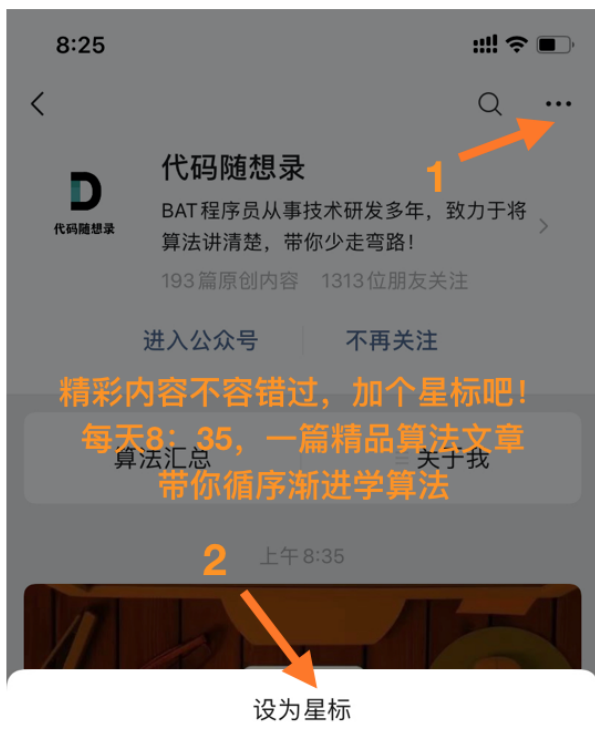 8:25
代码随想录
BAT程序员从事技术研发多年，致力于将
算法讲清楚，带你少走弯路！
代码随想录
193篇原创内容 1313位朋友关注
1
进入公众号 不再关注
精彩内容不容错过，加个星标吧！
每天8：35，一篇精品算法文章
算法汇总 关于我
带你循序渐进学算法
上午8:35
2
设为星标